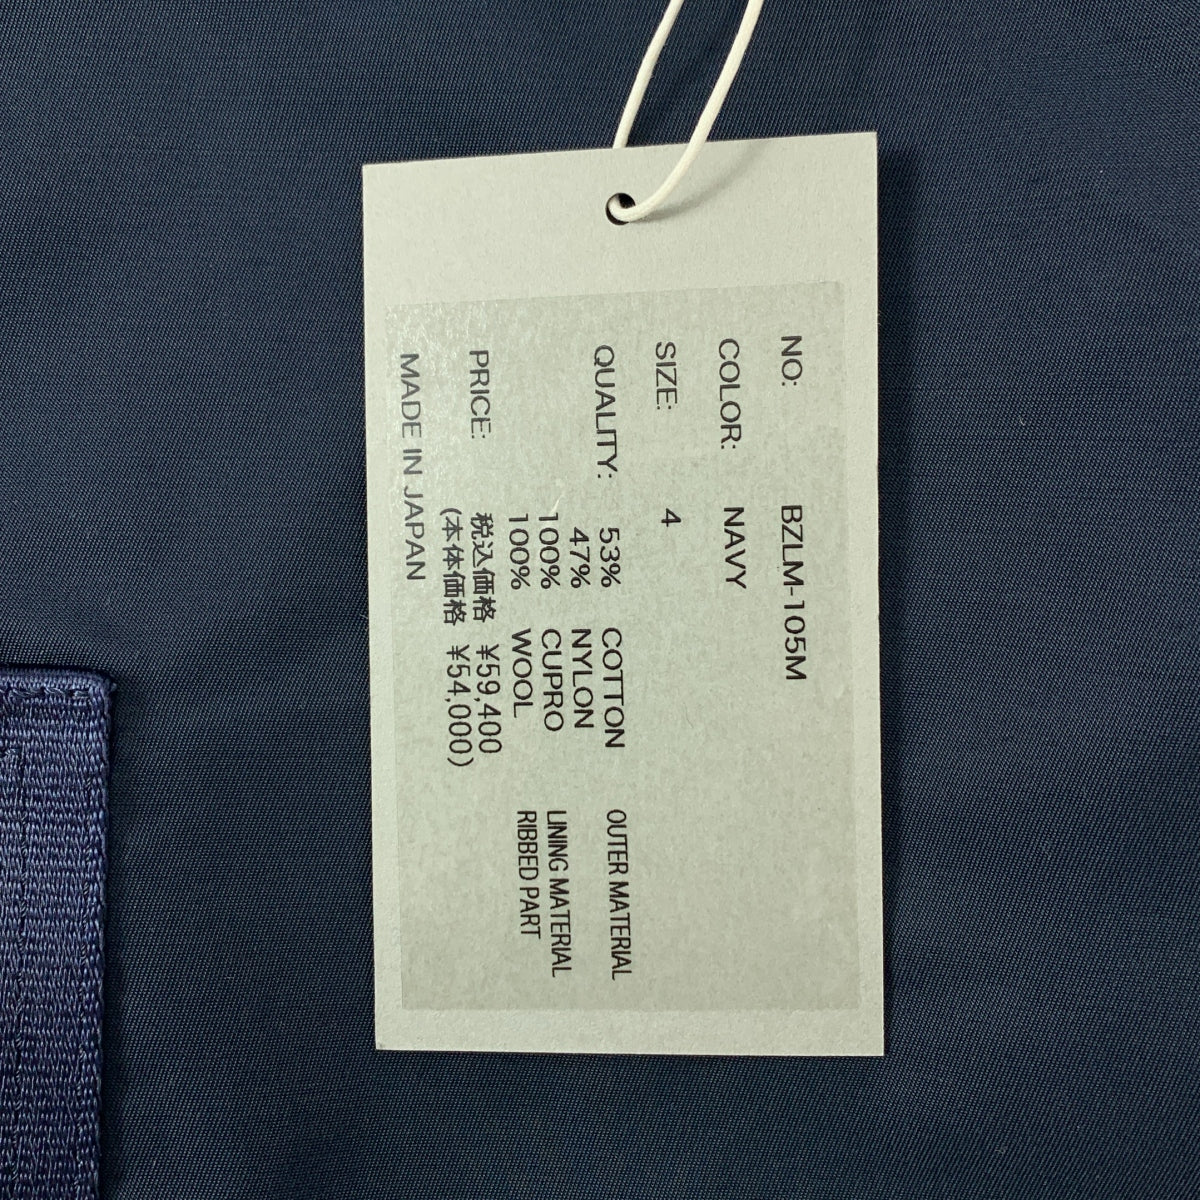 NO: BZLM-105M
COLOR: NAVY
SIZE: 4
QUALITY: 53% COTTON OUTER MATERIAL
47% NYLON
100% CUPRO LINING MATERIAL
100% WOOL RIBBED PART
PRICE: 税込価格 ¥59,400
(本体価格 ¥54,000)
MADE IN JAPAN